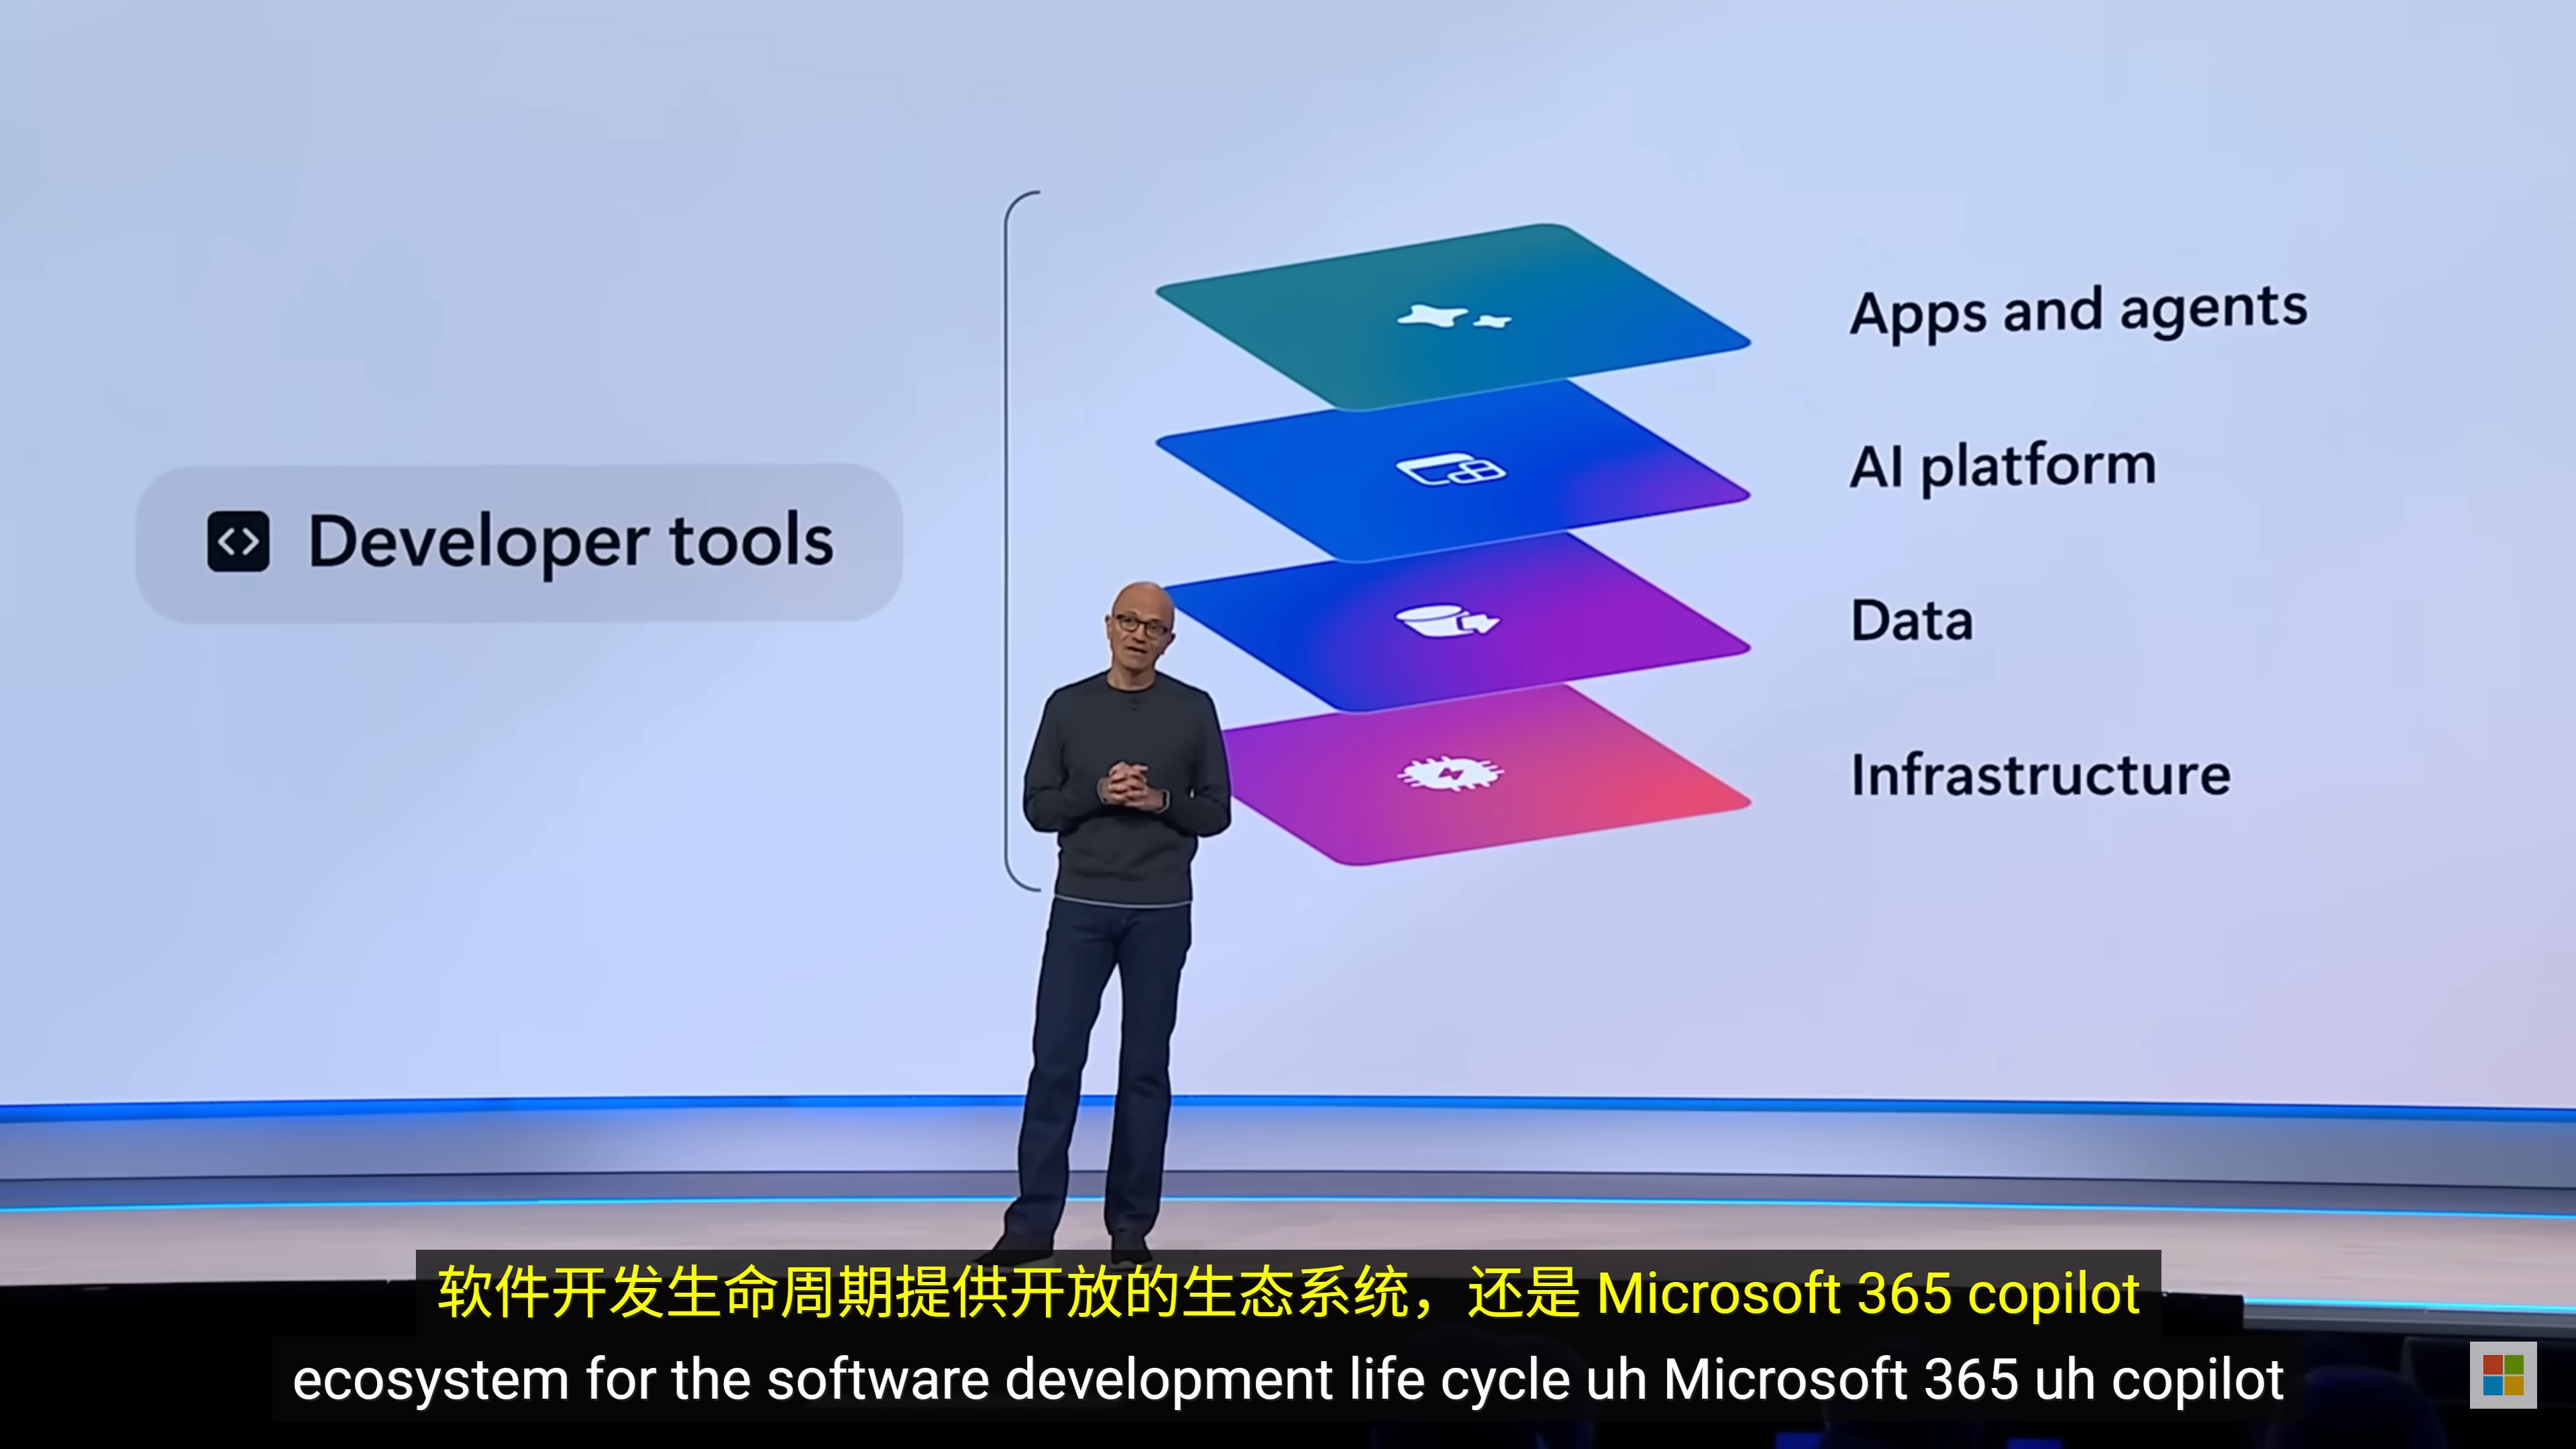 Developer tools
Apps and agents
AI platform
Data
Infrastructure
软件开发生命周期提供开放的生态系统，还是 Microsoft 365 copilot
ecosystem for the software development life cycle uh Microsoft 365 uh copilot